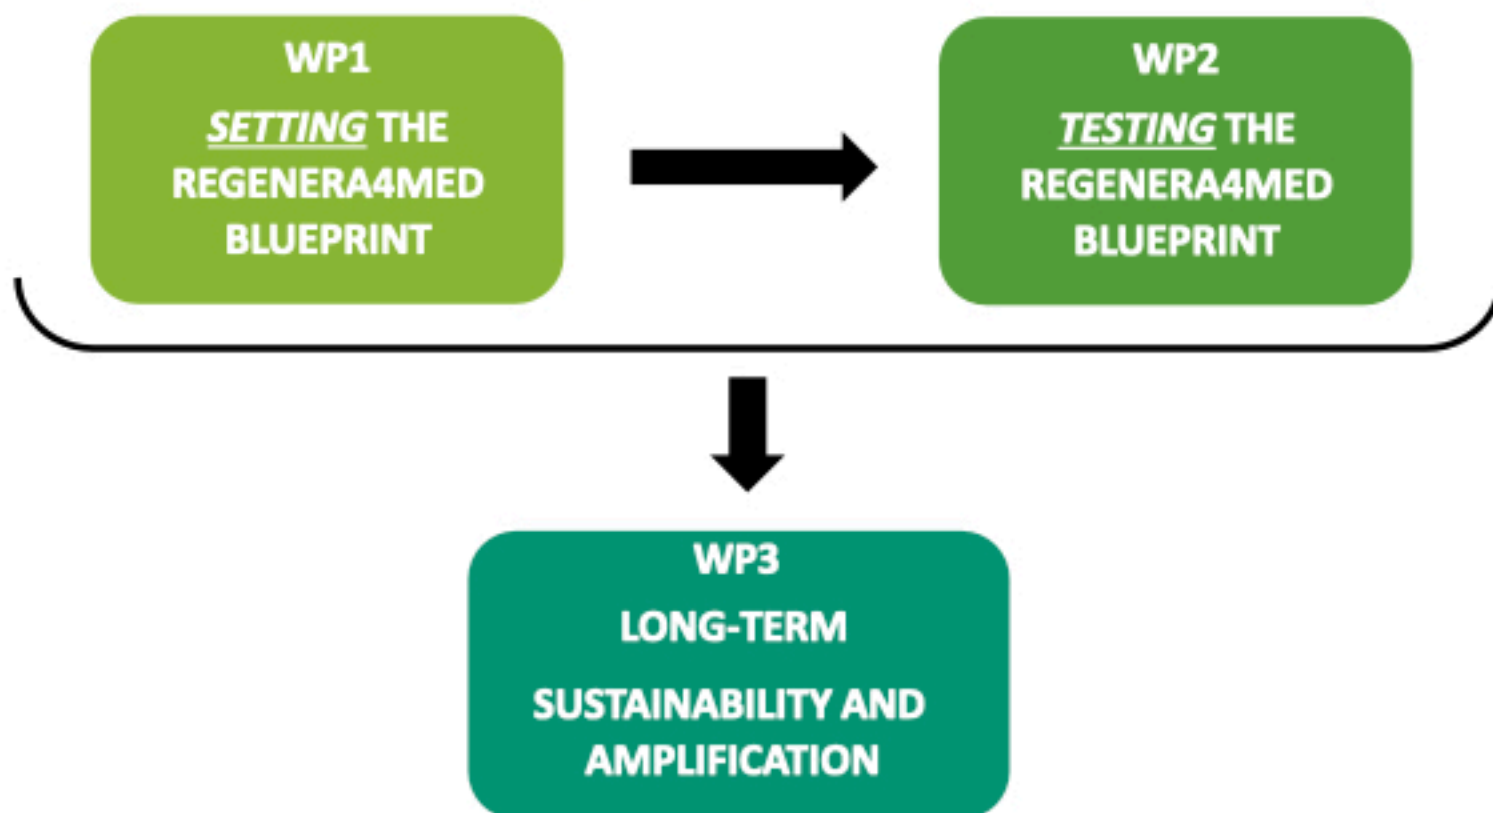 WP1
SETTING THE
REGENERA4MED
BLUEPRINT
WP2
TESTING THE
REGENERA4MED
BLUEPRINT
WP3
LONG-TERM
SUSTAINABILITY AND
AMPLIFICATION